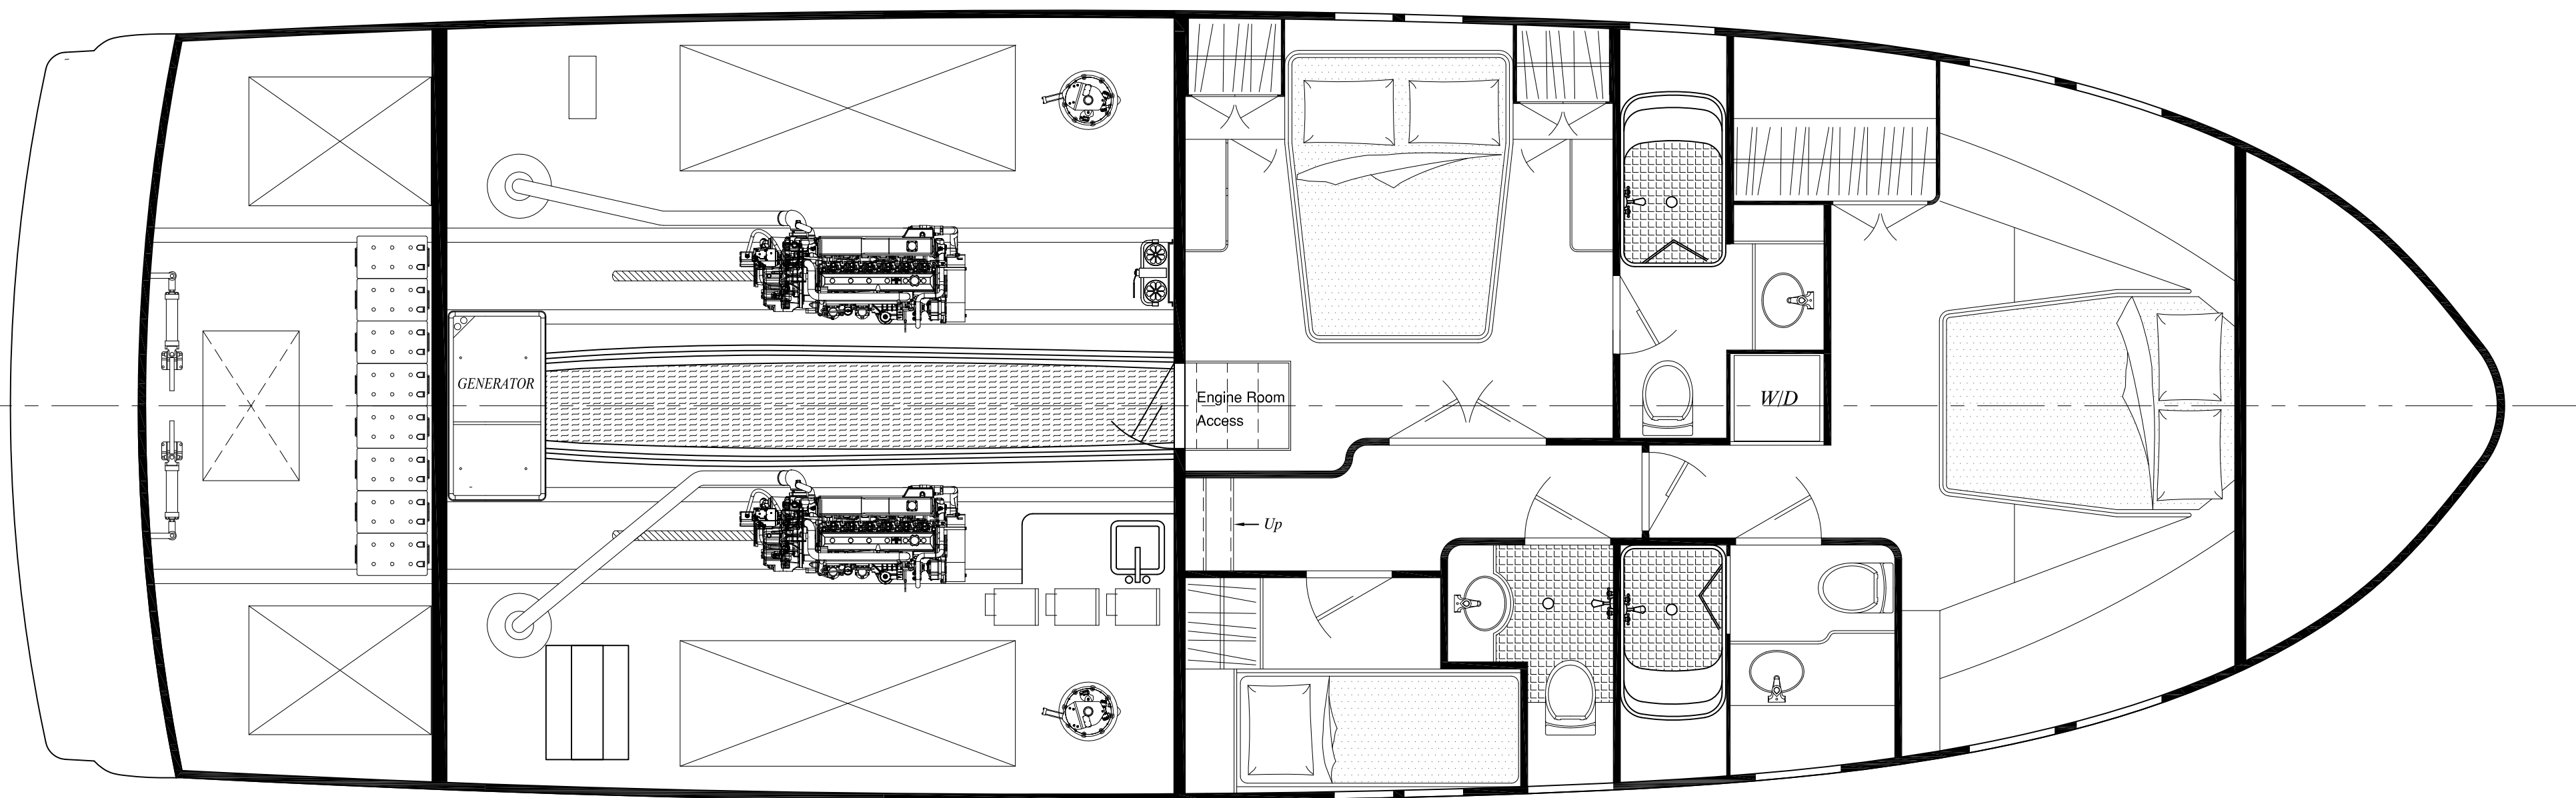 GENERATOR
Engine Room
Access
W/D
Up